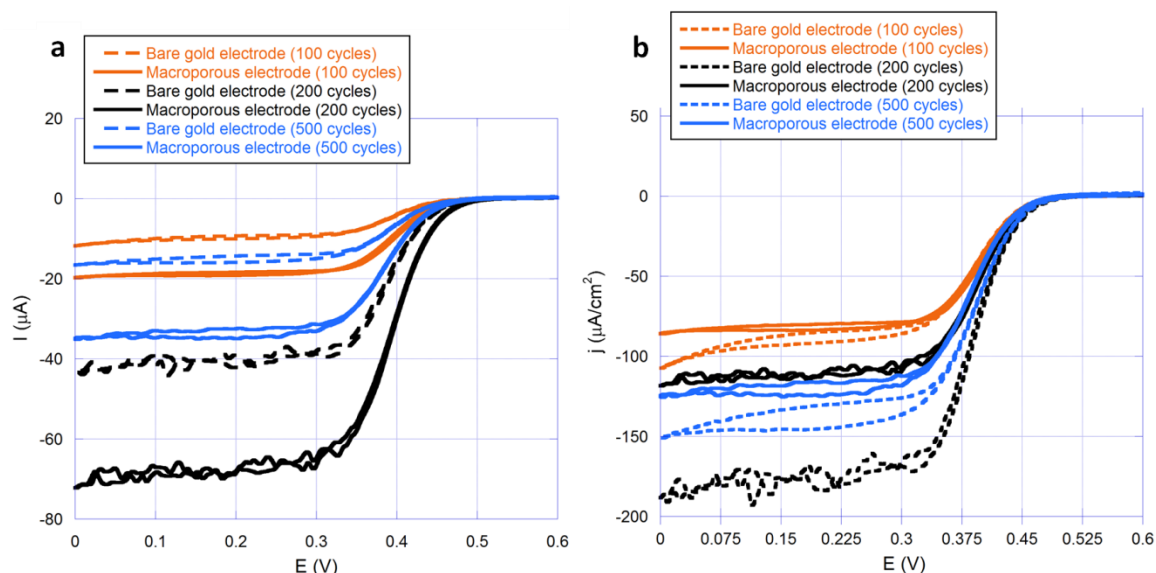 a
Bare gold electrode (100 cycles)
Macroporous electrode (100 cycles)
Bare gold electrode (200 cycles)
Macroporous electrode (200 cycles)
Bare gold electrode (500 cycles)
Macroporous electrode (500 cycles)
20
0
-20
-40
-60
-80
I (μA)
0 0.1 0.2 0.3 0.4 0.5 0.6
E (V)
b
Bare gold electrode (100 cycles)
Macroporous electrode (100 cycles)
Bare gold electrode (200 cycles)
Macroporous electrode (200 cycles)
Bare gold electrode (500 cycles)
Macroporous electrode (500 cycles)
50
0
-50
-100
-150
-200
j (μA/cm²)
0 0.075 0.15 0.225 0.3 0.375 0.45 0.525 0.6
E (V)